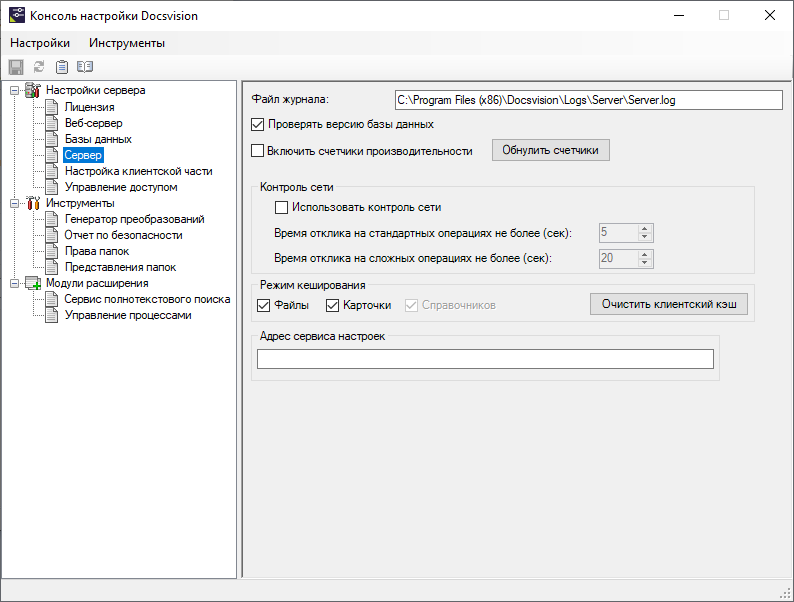 Консоль настройки Docsvision
Настройки Инструменты
Настройки сервера
Лицензия
Веб-сервер
Базы данных
Сервер
Настройка клиентской части
Управление доступом
Инструменты
Генератор преобразований
Отчет по безопасности
Права папок
Представления папок
Модули расширения
Сервис полнотекстового поиска
Управление процессами
Файл журнала: C:\Program Files (x86)\Docsvision\Logs\Server\Server.log
Проверять версию базы данных
Включить счетчики производительности Обнулить счетчики
Контроль сети
Использовать контроль сети
Время отклика на стандартных операциях не более (сек): 5
Время отклика на сложных операциях не более (сек): 20
Режим кеширования
Файлы Карточки Справочников Очистить клиентский кэш
Адрес сервиса настроек